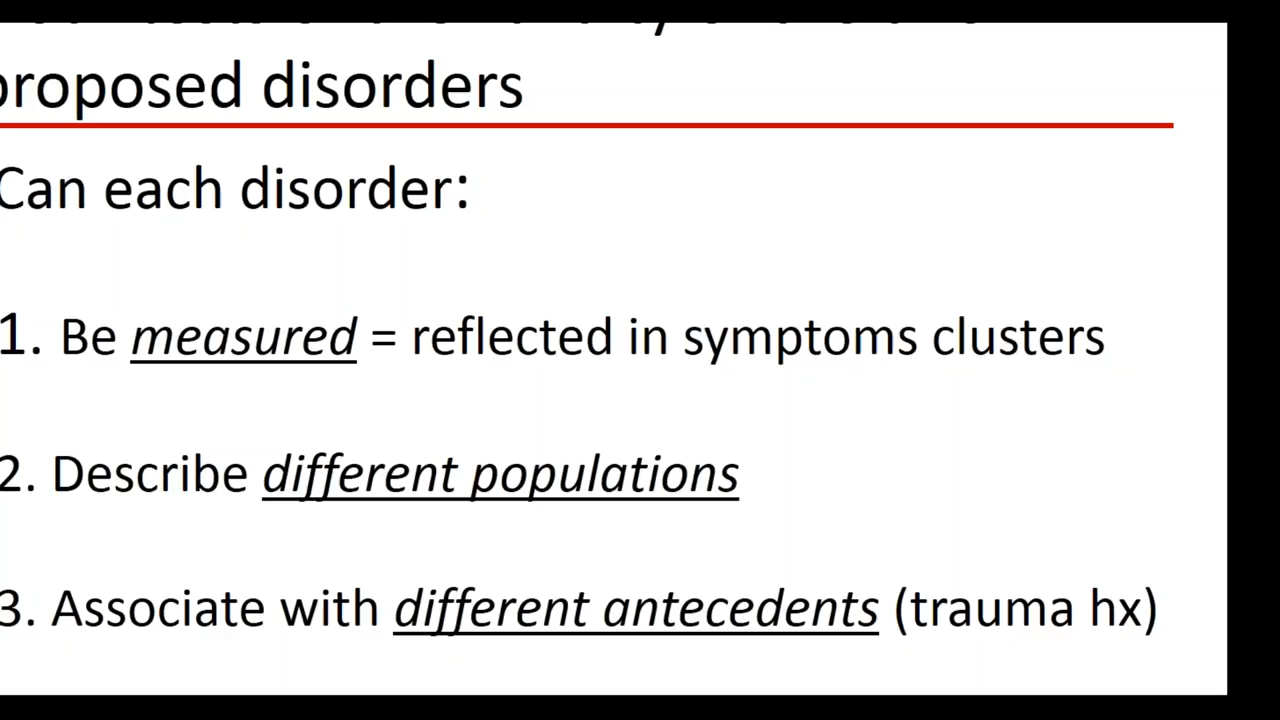 proposed disorders
Can each disorder:
1. Be measured = reflected in symptoms clusters
2. Describe different populations
3. Associate with different antecedents (trauma hx)